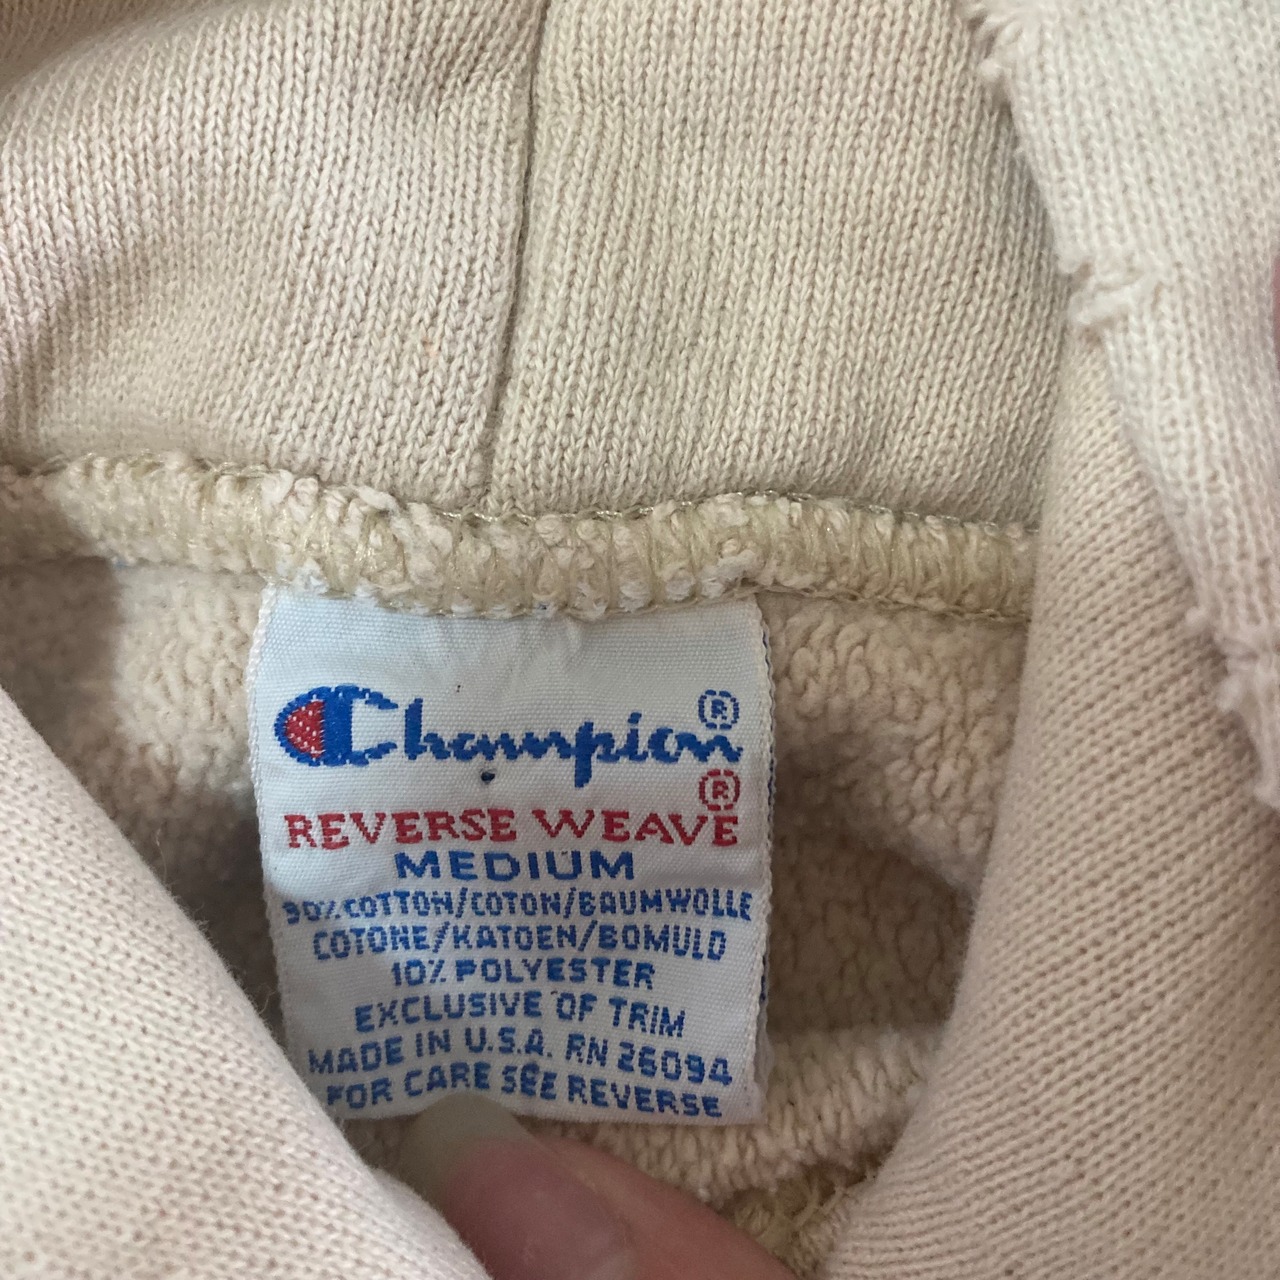 Champion®
®
REVERSE WEAVE
MEDIUM
90% COTTON/COTON/BAUMWOLLE
COTONE/KATOEN/BOMULD
10% POLYESTER
EXCLUSIVE OF TRIM
MADE IN U.S.A. RN 26094
FOR CARE SEE REVERSE